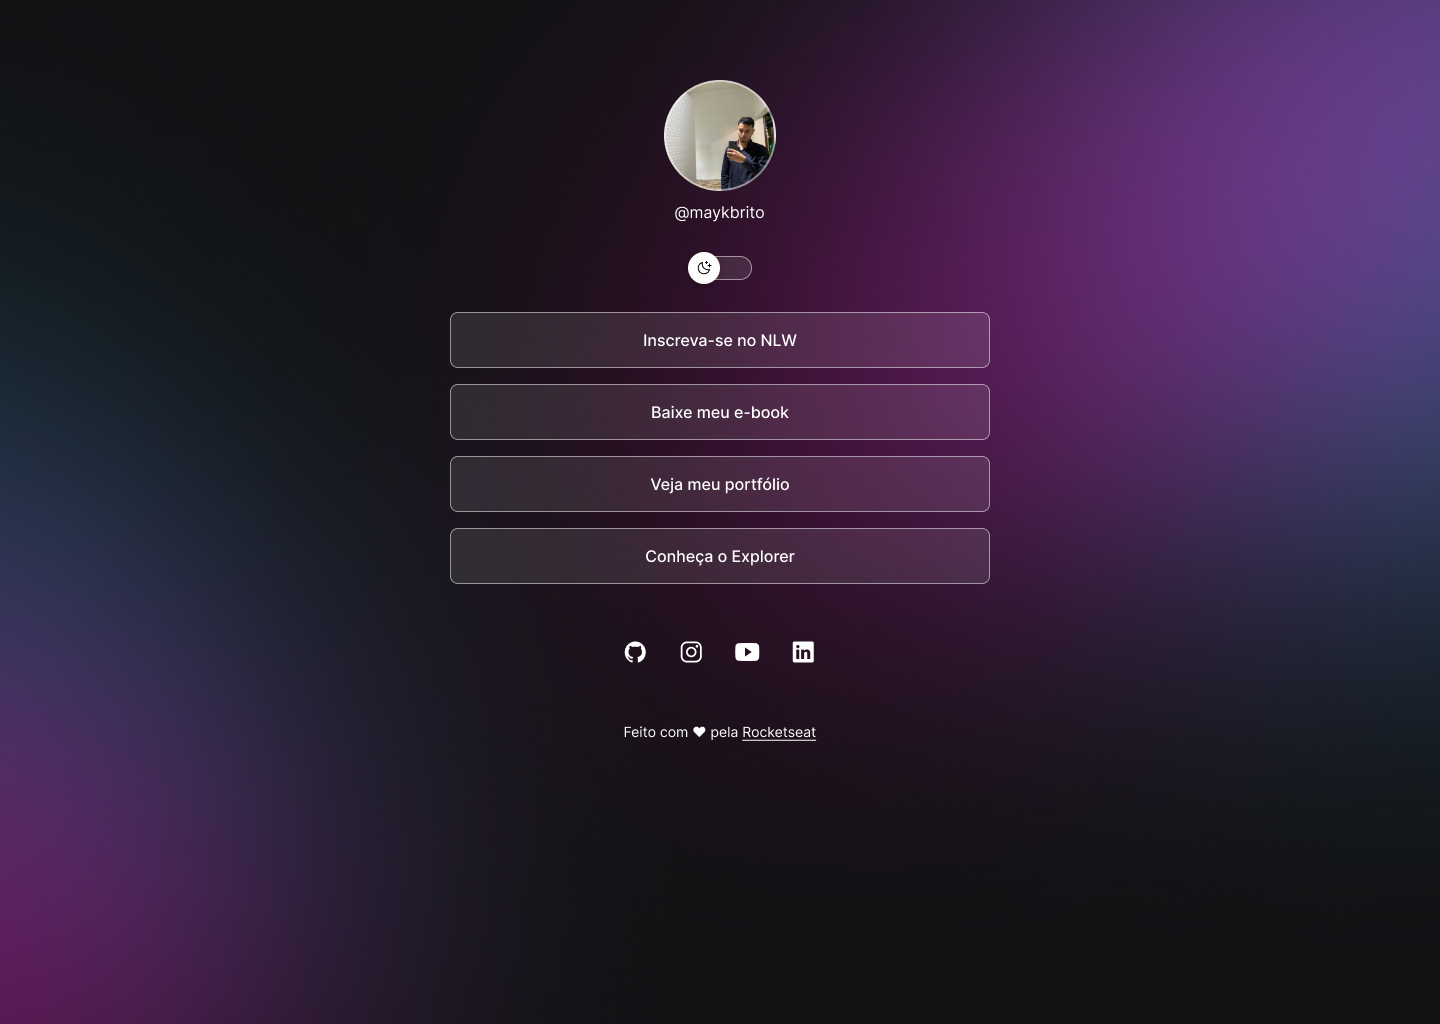 @maykbrito
Inscreva-se no NLW
Baixe meu e-book
Veja meu portfólio
Conheça o Explorer
Feito com ♥ pela Rocketseat